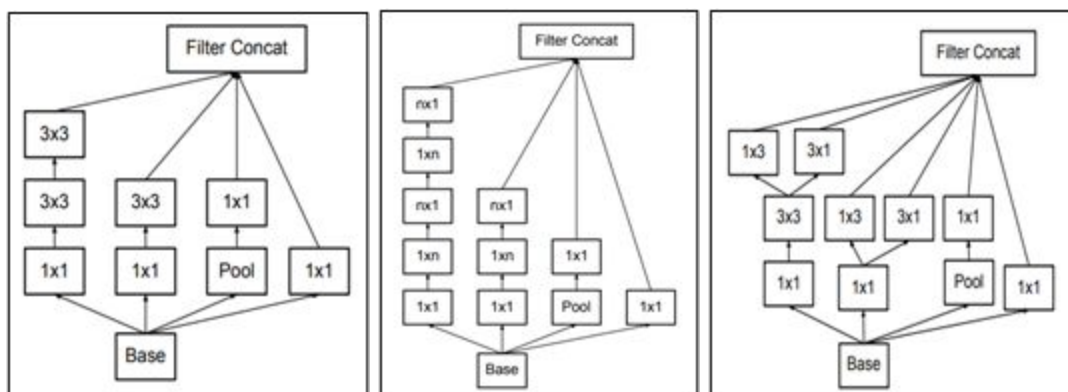 Filter Concat
3x3
3x3 3x3 1x1
1x1 1x1 Pool 1x1
Base
Filter Concat
nx1
1xn
nx1 nx1
1xn 1xn 1x1
1x1 1x1 Pool 1x1
Base
Filter Concat
1x3 3x1
3x3 1x3 3x1 1x1
1x1 1x1 Pool 1x1
Base